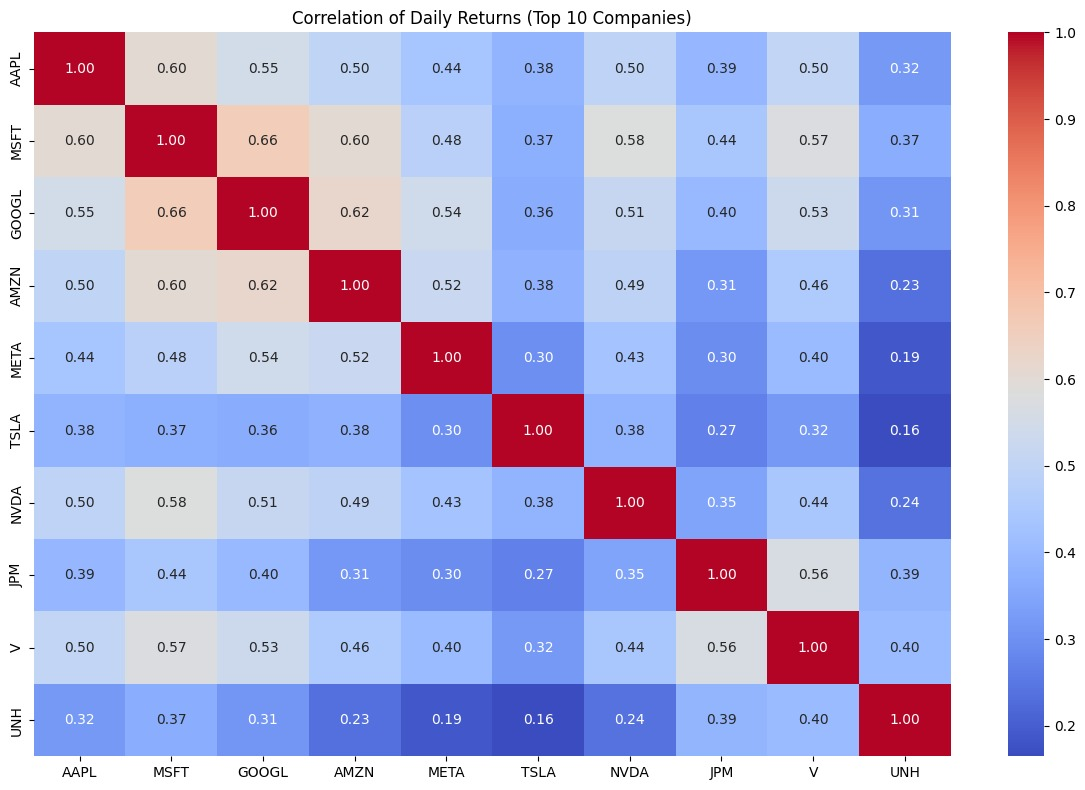 Correlation of Daily Returns (Top 10 Companies)
AAPL 1.00 0.60 0.55 0.50 0.44 0.38 0.50 0.39 0.50 0.32
MSFT 0.60 1.00 0.66 0.60 0.48 0.37 0.58 0.44 0.57 0.37
GOOGL 0.55 0.66 1.00 0.62 0.54 0.36 0.51 0.40 0.53 0.31
AMZN 0.50 0.60 0.62 1.00 0.52 0.38 0.49 0.31 0.46 0.23
META 0.44 0.48 0.54 0.52 1.00 0.30 0.43 0.30 0.40 0.19
TSLA 0.38 0.37 0.36 0.38 0.30 1.00 0.38 0.27 0.32 0.16
NVDA 0.50 0.58 0.51 0.49 0.43 0.38 1.00 0.35 0.44 0.24
JPM 0.39 0.44 0.40 0.31 0.30 0.27 0.35 1.00 0.56 0.39
V 0.50 0.57 0.53 0.46 0.40 0.32 0.44 0.56 1.00 0.40
UNH 0.32 0.37 0.31 0.23 0.19 0.16 0.24 0.39 0.40 1.00
AAPL MSFT GOOGL AMZN META TSLA NVDA JPM V UNH
1.0
0.9
0.8
0.7
0.6
0.5
0.4
0.3
0.2